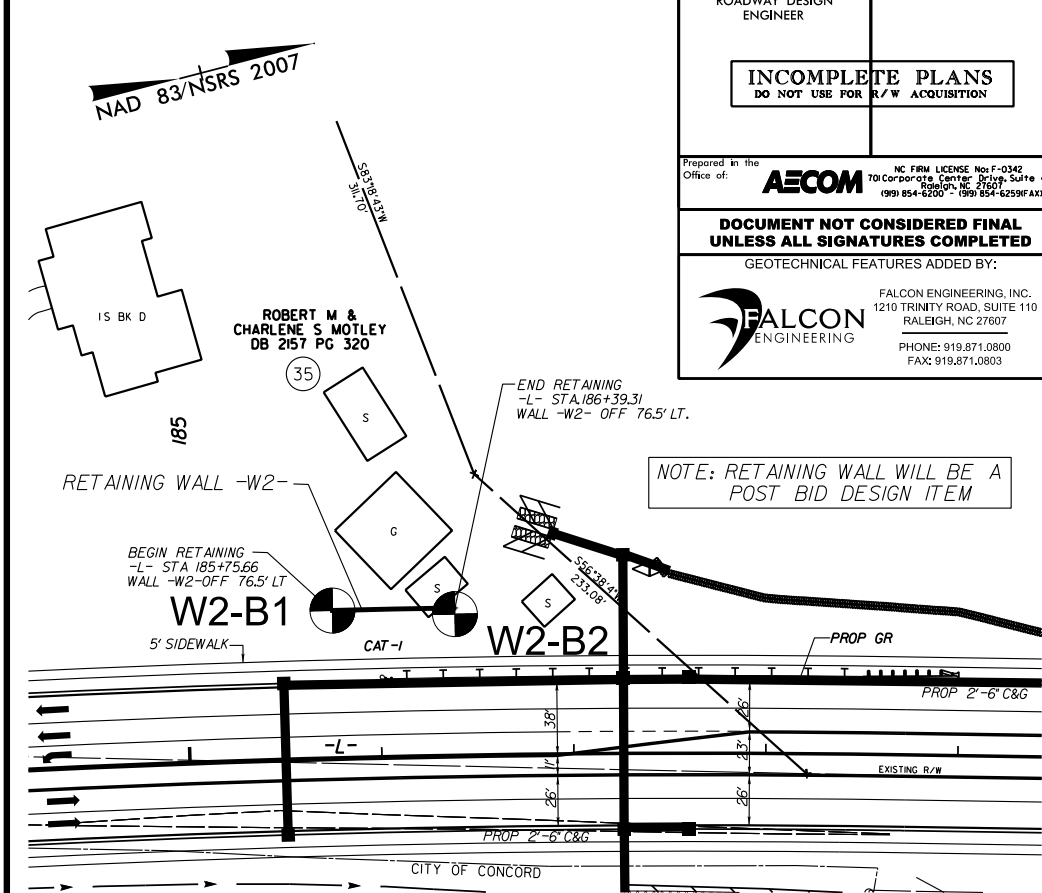 ROADWAY DESIGN
ENGINEER
INCOMPLETE PLANS
DO NOT USE FOR R/W ACQUISITION
Prepared in the
Office of:
AECOM
NC FIRM LICENSE No: F-0342
701 Corporate Center Drive, Suite
Raleigh, NC 27607
(919) 854-6200 - (919) 854-6259(FAX)
DOCUMENT NOT CONSIDERED FINAL
UNLESS ALL SIGNATURES COMPLETED
GEOTECHNICAL FEATURES ADDED BY:
FALCON
ENGINEERING
FALCON ENGINEERING, INC.
1210 TRINITY ROAD, SUITE 110
RALEIGH, NC 27607
PHONE: 919.871.0800
FAX: 919.871.0803
NAD 83/NSRS 2007
S83°18'43"W
311.70'
1S BK D
ROBERT M &
CHARLENE S MOTLEY
DB 2157 PG 320
35
S
185
END RETAINING
-L- STA.186+39.31
WALL -W2- OFF 76.5' LT.
RETAINING WALL -W2-
NOTE: RETAINING WALL WILL BE A
POST BID DESIGN ITEM
G
BEGIN RETAINING
-L- STA 185+75.66
WALL -W2-OFF 76.5' LT
S
S
233.08'
W2-B1
W2-B2
5' SIDEWALK
CAT-1
PROP GR
PROP 2'-6" C&G
38'
26'
-L-
11'
23'
EXISTING R/W
26'
26'
PROP 2'-6" C&G
CITY OF CONCORD